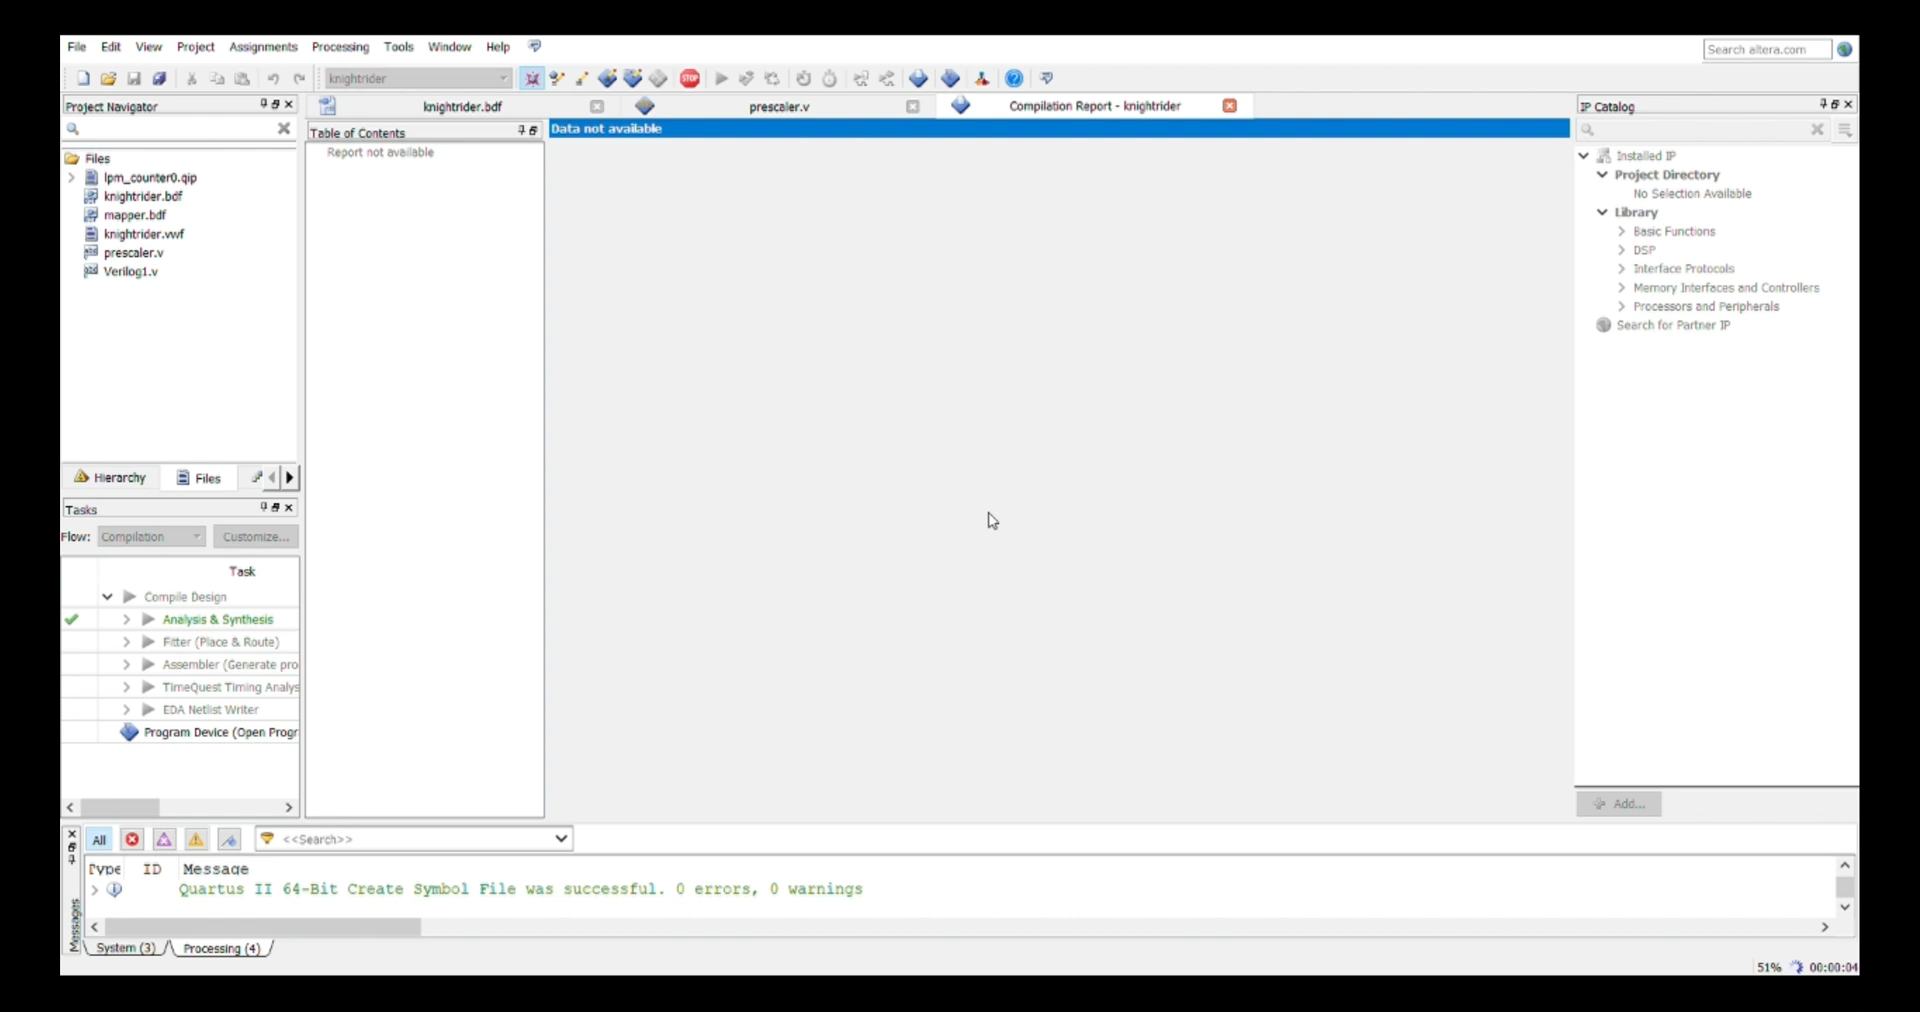 File Edit View Project Assignments Processing Tools Window Help
Search altera.com
knightrider
STOP
Project Navigator
knightrider.bdf
prescaler.v
Compilation Report - knightrider
IP Catalog
Table of Contents
Data not available
Report not available
Files
lpm_counter0.qip
knightrider.bdf
mapper.bdf
knightrider.vwf
prescaler.v
Verilog1.v
Installed IP
Project Directory
No Selection Available
Library
Basic Functions
DSP
Interface Protocols
Memory Interfaces and Controllers
Processors and Peripherals
Search for Partner IP
Hierarchy
Files
Tasks
Flow: Compilation Customize...
Task
Compile Design
Analysis & Synthesis
Fitter (Place & Route)
Assembler (Generate pro
TimeQuest Timing Analys
EDA Netlist Writer
Program Device (Open Progr
Add...
All
<<Search>>
Type ID Message
Quartus II 64-Bit Create Symbol File was successful. 0 errors, 0 warnings
Messages
System (3)
Processing (4)
51% 00:00:04